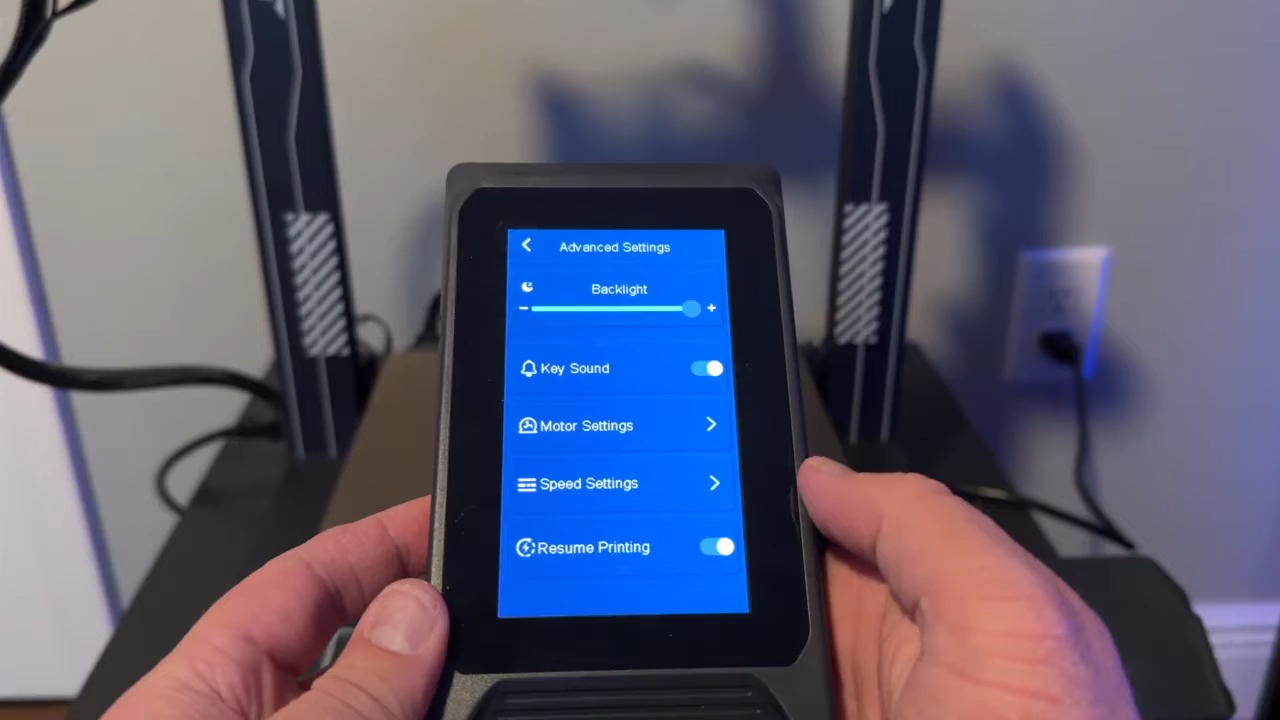 Advanced Settings
Backlight
- +
Key Sound
Motor Settings
Speed Settings
Resume Printing